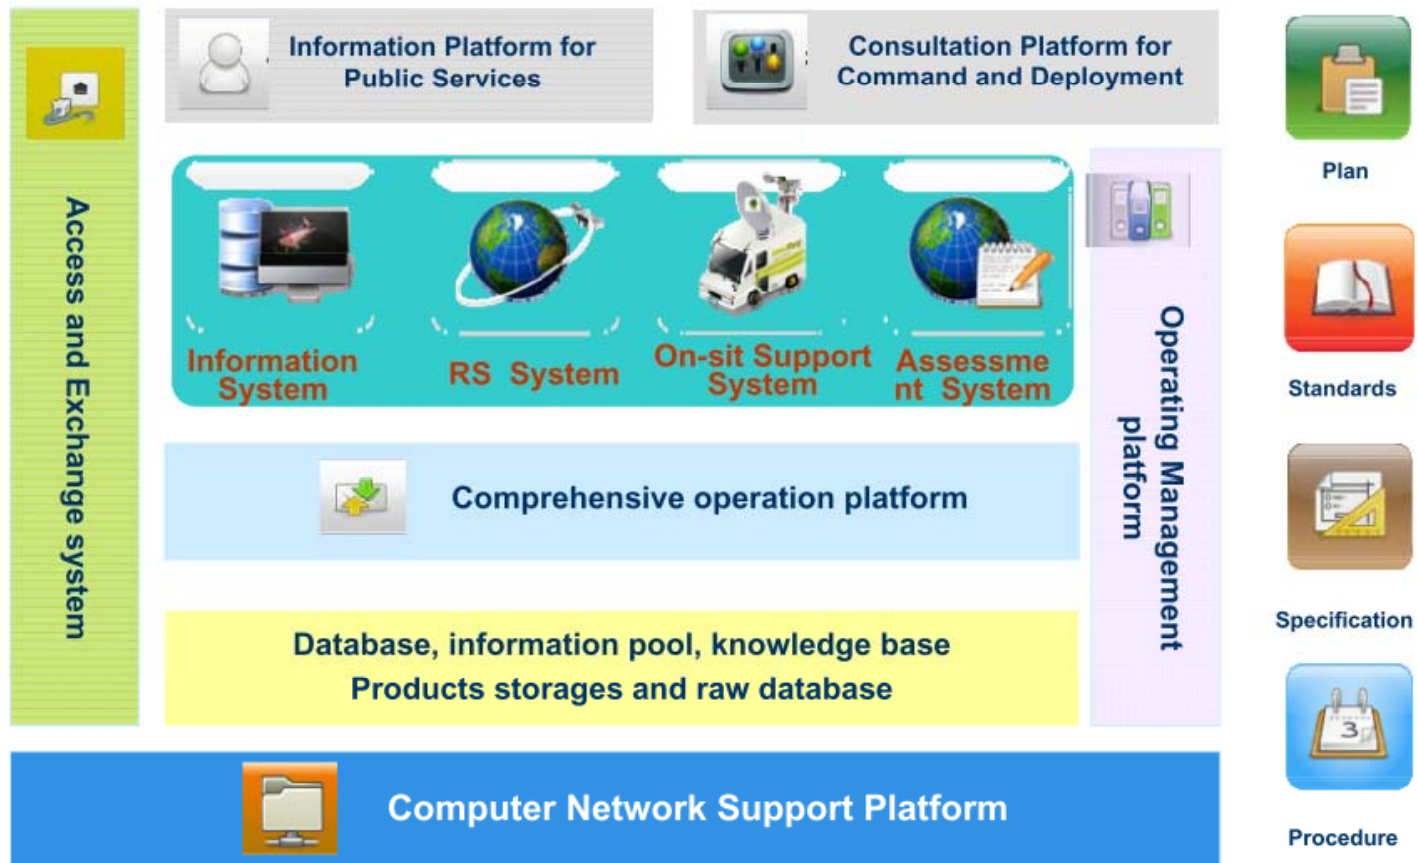 Information Platform for
Public Services
Consultation Platform for
Command and Deployment
Access and Exchange system
Information
System
RS System
On-sit Support
System
Assessme
nt System
Operating Management
platform
Comprehensive operation platform
Database, information pool, knowledge base
Products storages and raw database
Computer Network Support Platform
Plan
Standards
Specification
3
Procedure